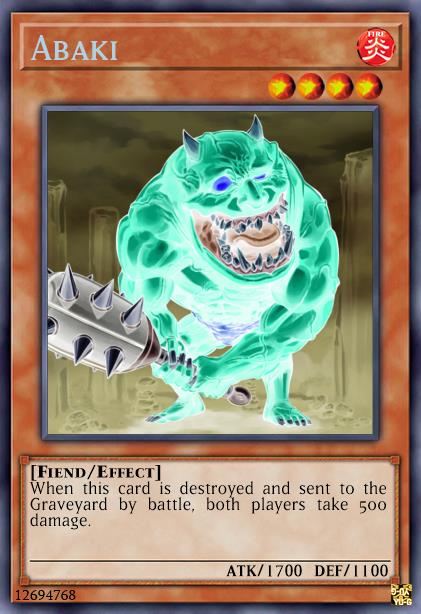 ABAKI
FIRE
炎
[FIEND/EFFECT]
When this card is destroyed and sent to the
Graveyard by battle, both players take 500
damage.
ATK/1700 DEF/1100
12694768